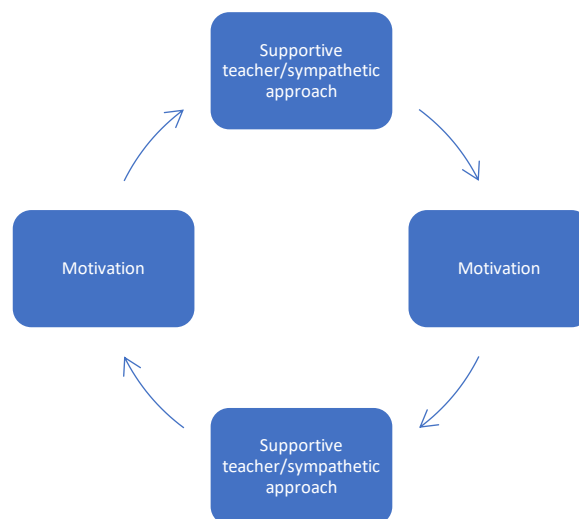 Supportive
teacher/sympathetic
approach
Motivation
Motivation
Supportive
teacher/sympathetic
approach